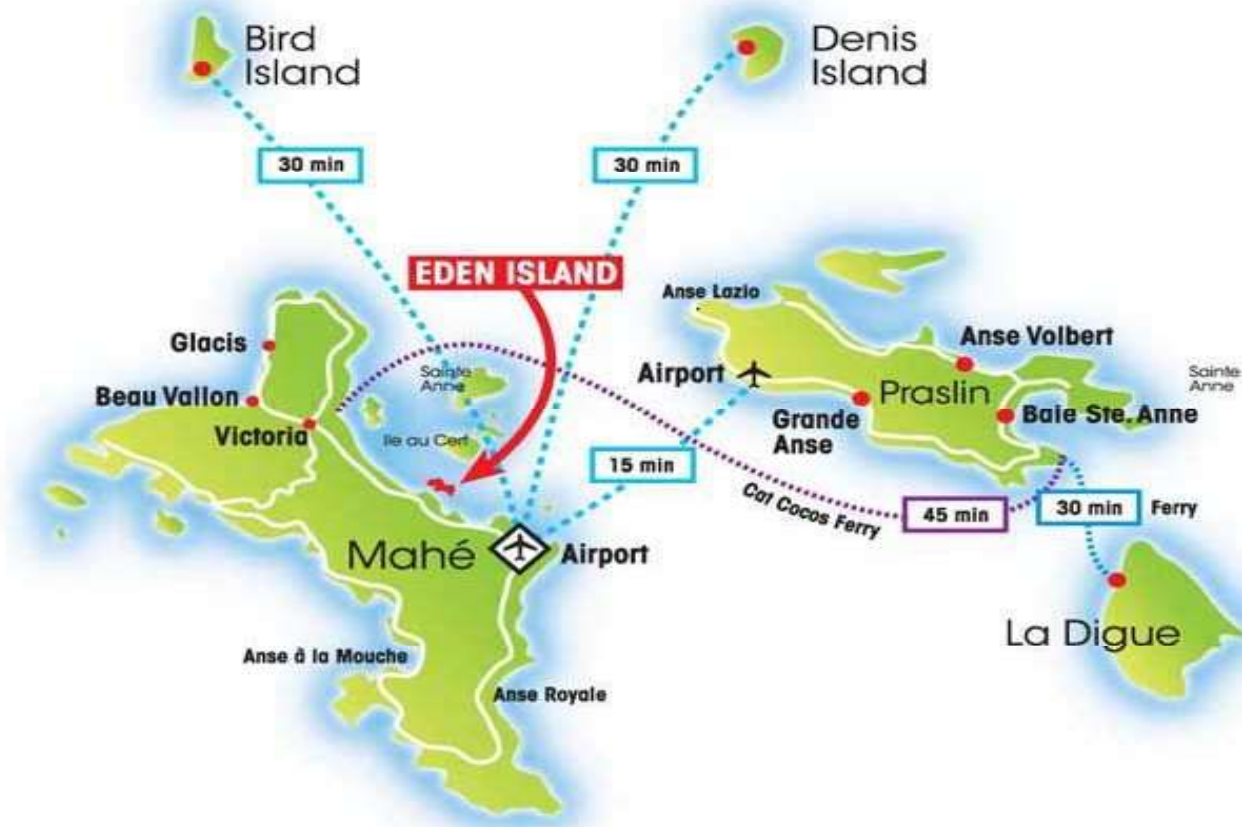 Bird
Island
Denis
Island
30 min
30 min
EDEN ISLAND
Anse Lazio
Glacis
Anse Volbert
Sainte
Anne
Airport
Sainte
Anne
Beau Vallon
Praslin
Grande
Anse
Baie Ste. Anne
Victoria
Ile au Cerf
15 min
Cat Cocos Ferry
45 min
30 min
Ferry
Mahé
Airport
La Digue
Anse à la Mouche
Anse Royale